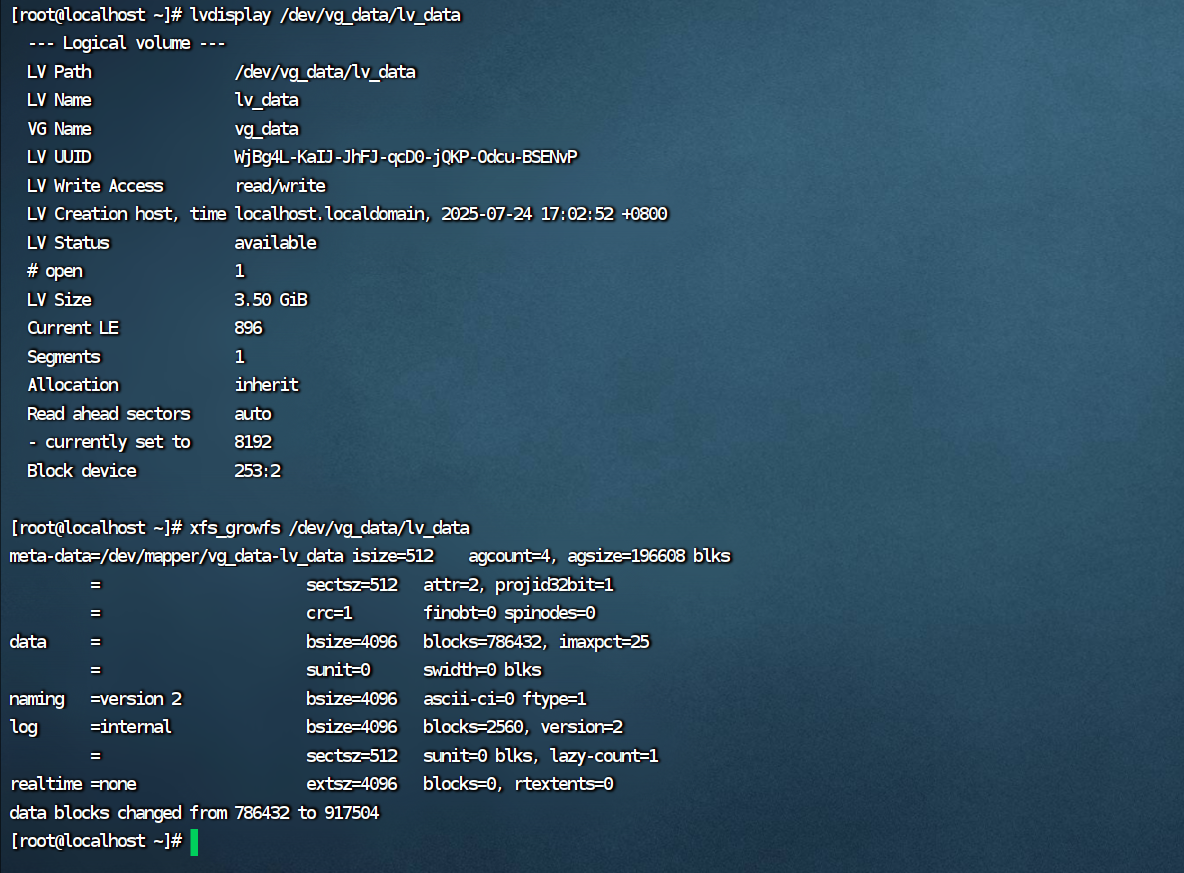 [root@localhost ~]# lvdisplay /dev/vg_data/lv_data
  --- Logical volume ---
  LV Path                /dev/vg_data/lv_data
  LV Name                lv_data
  VG Name                vg_data
  LV UUID                WjBg4L-KaIJ-JhFJ-qcD0-jQKP-Odcu-BSENvP
  LV Write Access        read/write
  LV Creation host, time localhost.localdomain, 2025-07-24 17:02:52 +0800
  LV Status              available
  # open                 1
  LV Size                3.50 GiB
  Current LE             896
  Segments               1
  Allocation             inherit
  Read ahead sectors     auto
  - currently set to     8192
  Block device           253:2

[root@localhost ~]# xfs_growfs /dev/vg_data/lv_data
meta-data=/dev/mapper/vg_data-lv_data isize=512    agcount=4, agsize=196608 blks
         =                       sectsz=512   attr=2, projid32bit=1
         =                       crc=1        finobt=0 spinodes=0
data     =                       bsize=4096   blocks=786432, imaxpct=25
         =                       sunit=0      swidth=0 blks
naming   =version 2              bsize=4096   ascii-ci=0 ftype=1
log      =internal               bsize=4096   blocks=2560, version=2
         =                       sectsz=512   sunit=0 blks, lazy-count=1
realtime =none                   extsz=4096   blocks=0, rtextents=0
data blocks changed from 786432 to 917504
[root@localhost ~]#